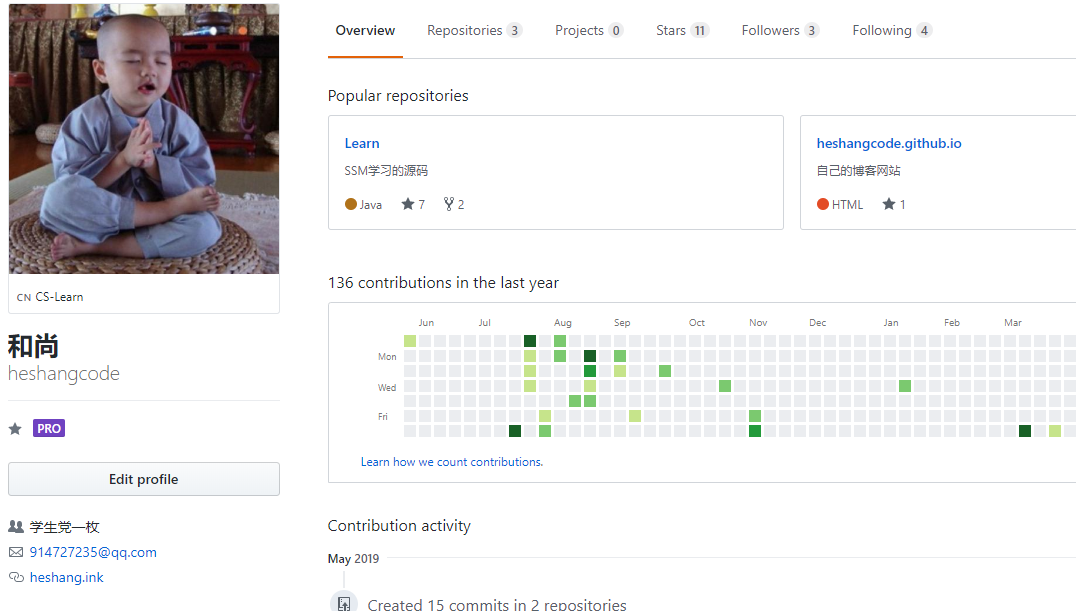 Overview Repositories 3 Projects 0 Stars 11 Followers 3 Following 4
Popular repositories
Learn
SSM学习的源码
Java 7 2
heshangcode.github.io
自己的博客网站
HTML 1
CN CS-Learn
和尚
heshangcode
PRO
Edit profile
学生党一枚
914727235@qq.com
heshang.ink
136 contributions in the last year
Jun Jul Aug Sep Oct Nov Dec Jan Feb Mar
Mon
Wed
Fri
Learn how we count contributions.
Contribution activity
May 2019
Created 15 commits in 2 repositories